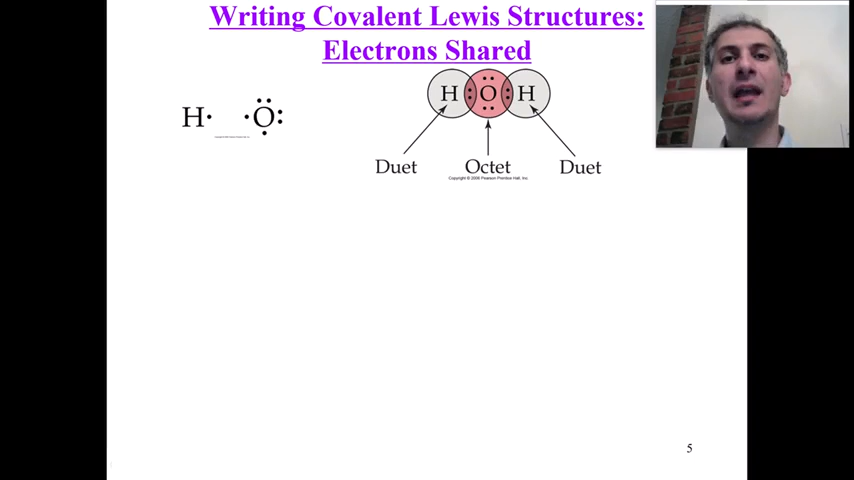 Writing Covalent Lewis Structures:
Electrons Shared
H· ·O
H:O:H
Duet Octet Duet
Copyright © 2008 Pearson Prentice Hall, Inc.
5